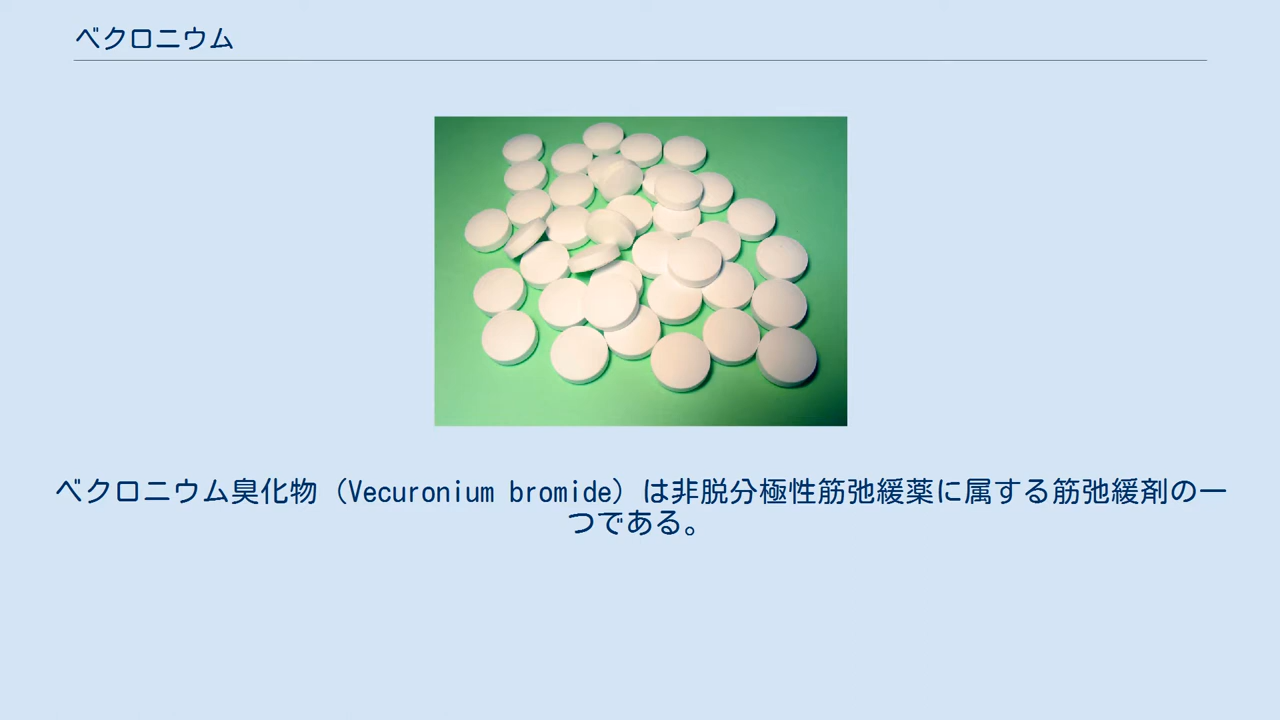 ベクロニウム
ベクロニウム臭化物（Vecuronium bromide）は非脱分極性筋弛緩薬に属する筋弛緩剤の一
つである。